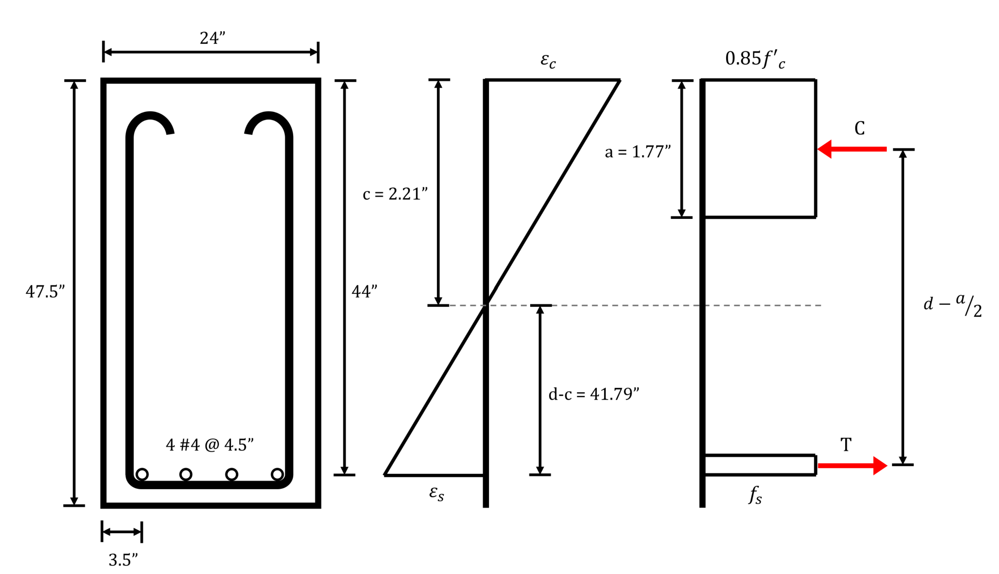 24”
εc
0.85f′c
C
a = 1.77”
c = 2.21”
47.5”
44”
d − a/2
d-c = 41.79”
4 #4 @ 4.5”
T
εs
fs
3.5”